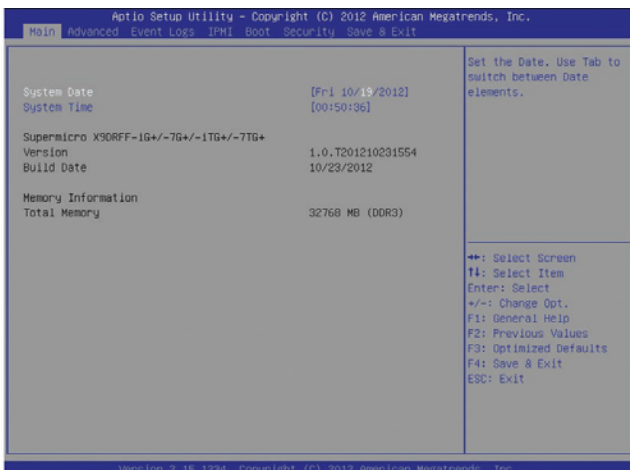 Aptio Setup Utility – Copyright (C) 2012 American Megatrends, Inc.
Main Advanced Event Logs IPMI Boot Security Save & Exit
Set the Date. Use Tab to
switch between Date
elements.
System Date [Fri 10/19/2012]
System Time [00:50:36]
Supermicro X9DRFF-iG+/-7G+/-iTG+/-7TG+
Version 1.0.T201210231554
Build Date 10/23/2012
Memory Information
Total Memory 32768 MB (DDR3)
→←: Select Screen
↑↓: Select Item
Enter: Select
+/-: Change Opt.
F1: General Help
F2: Previous Values
F3: Optimized Defaults
F4: Save & Exit
ESC: Exit
Version 2.15.1234. Copyright (C) 2012 American Megatrends, Inc.